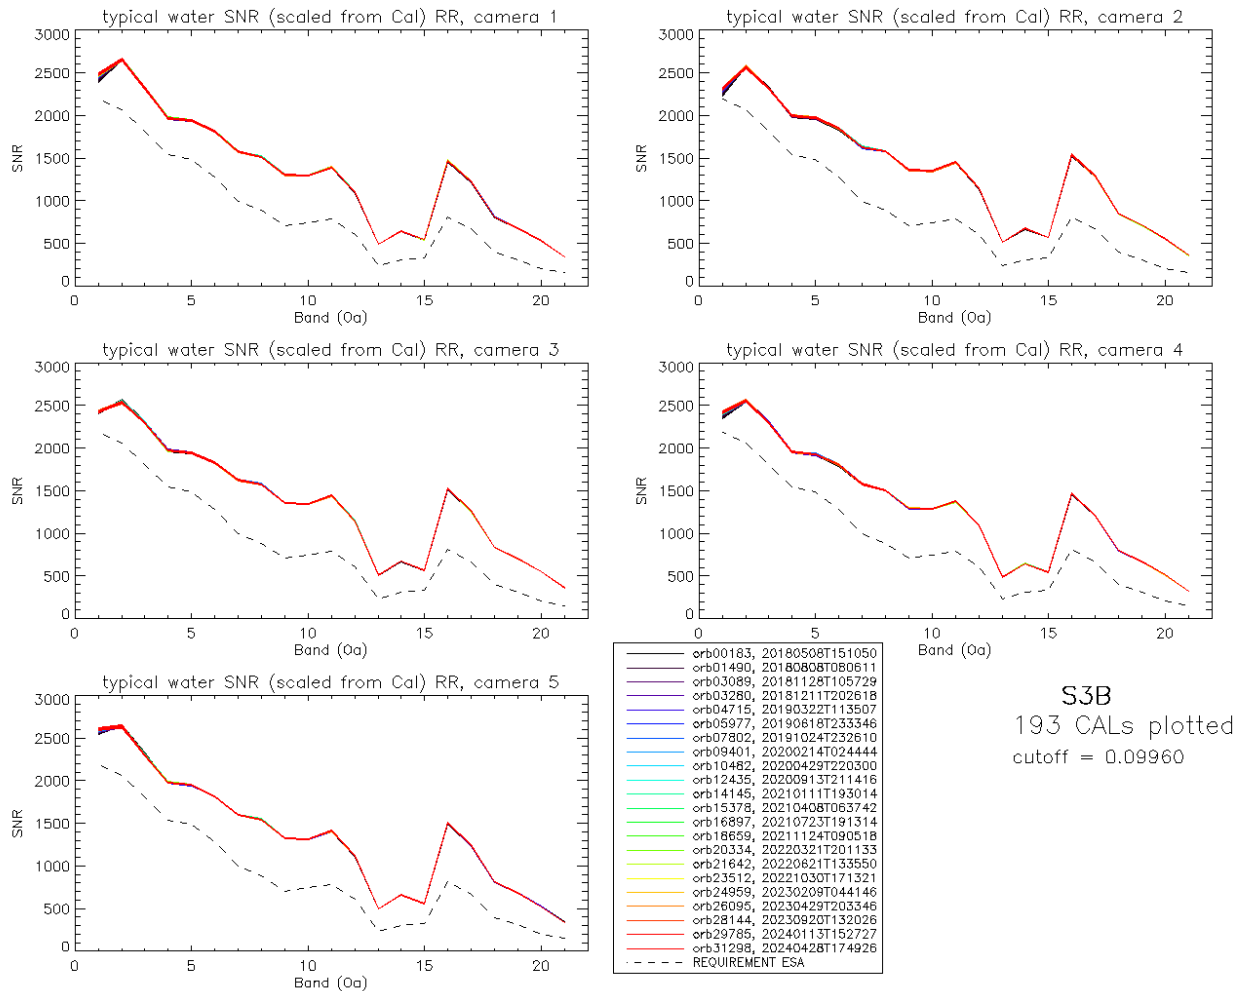 typical water SNR (scaled from Cal) RR, camera 1
3000
2500
2000
1500
1000
500
0
SNR
0 5 10 15 20
Band (Oa)
typical water SNR (scaled from Cal) RR, camera 2
3000
2500
2000
1500
1000
500
0
SNR
0 5 10 15 20
Band (Oa)
typical water SNR (scaled from Cal) RR, camera 3
3000
2500
2000
1500
1000
500
0
SNR
0 5 10 15 20
Band (Oa)
typical water SNR (scaled from Cal) RR, camera 4
3000
2500
2000
1500
1000
500
0
SNR
0 5 10 15 20
Band (Oa)
typical water SNR (scaled from Cal) RR, camera 5
3000
2500
2000
1500
1000
500
0
SNR
0 5 10 15 20
Band (Oa)
orb00183, 20180508T151050
orb01490, 20180808T080611
orb03089, 20181128T105729
orb03280, 20181211T202618
orb04715, 20190322T113507
orb05977, 20190618T233346
orb07802, 20191024T232610
orb09401, 20200214T024444
orb10482, 20200429T220300
orb12435, 20200913T211416
orb14145, 20210111T193014
orb15378, 20210408T063742
orb16897, 20210723T191314
orb18659, 20211124T090518
orb20334, 20220321T201133
orb21642, 20220621T133550
orb23512, 20221030T171321
orb24959, 20230209T044146
orb26095, 20230429T203346
orb28144, 20230920T132026
orb29785, 20240113T152727
orb31298, 20240428T174926
REQUIREMENT ESA
S3B
193 CALs plotted
cutoff = 0.09960